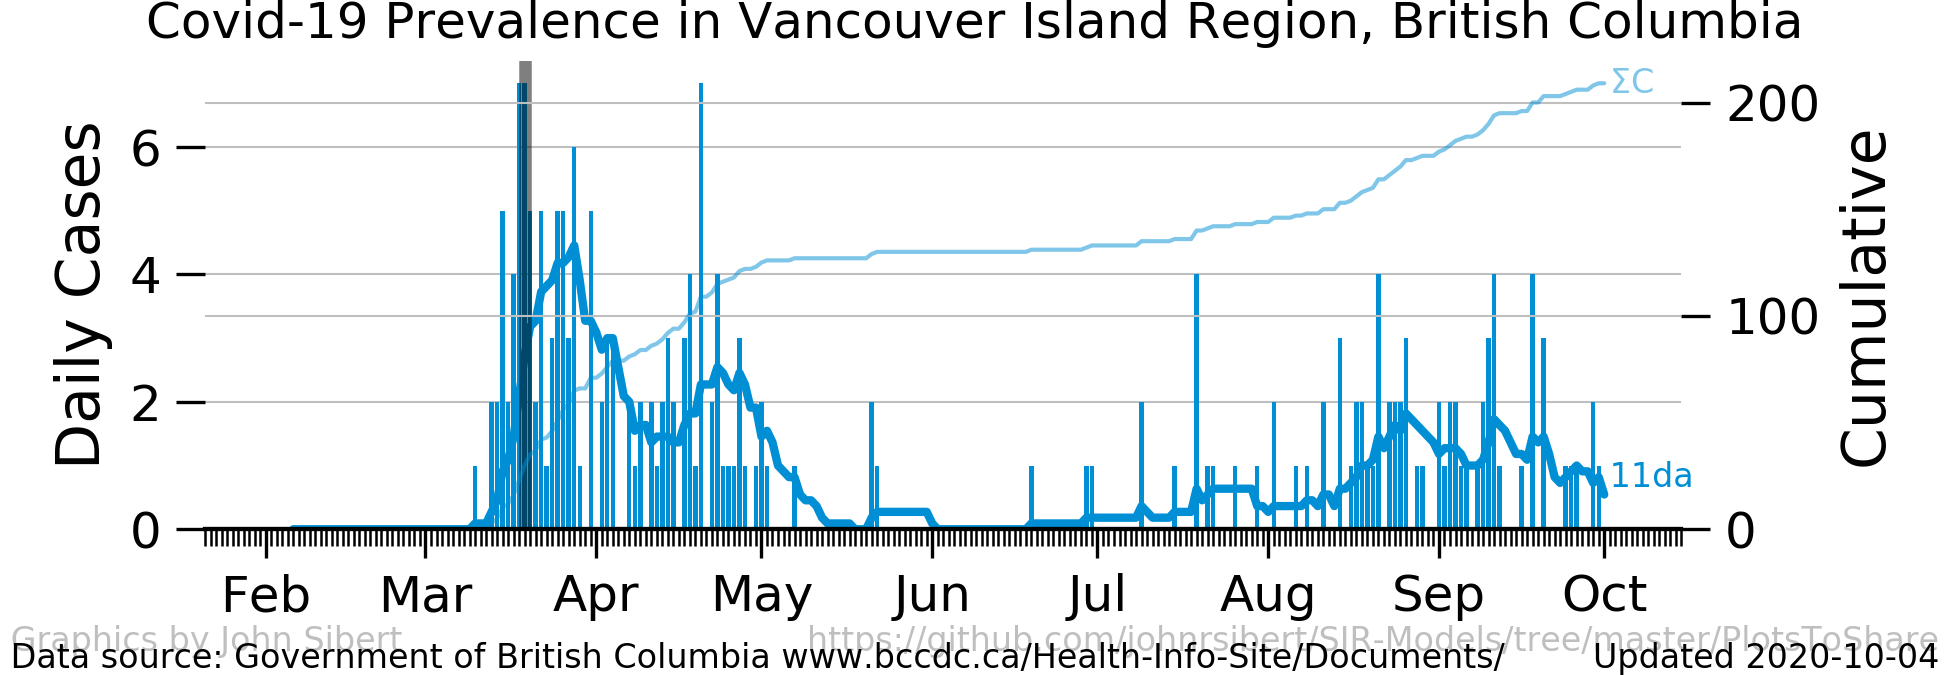 Covid-19 Prevalence in Vancouver Island Region, British Columbia
Daily Cases
6
4
2
0
ΣC
11da
200
100
0
Cumulative
Feb Mar Apr May Jun Jul Aug Sep Oct
Graphics by John Sibert https://github.com/johnrsibert/SIR-Models/tree/master/PlotsToShare
Data source: Government of British Columbia www.bccdc.ca/Health-Info-Site/Documents/ Updated 2020-10-04